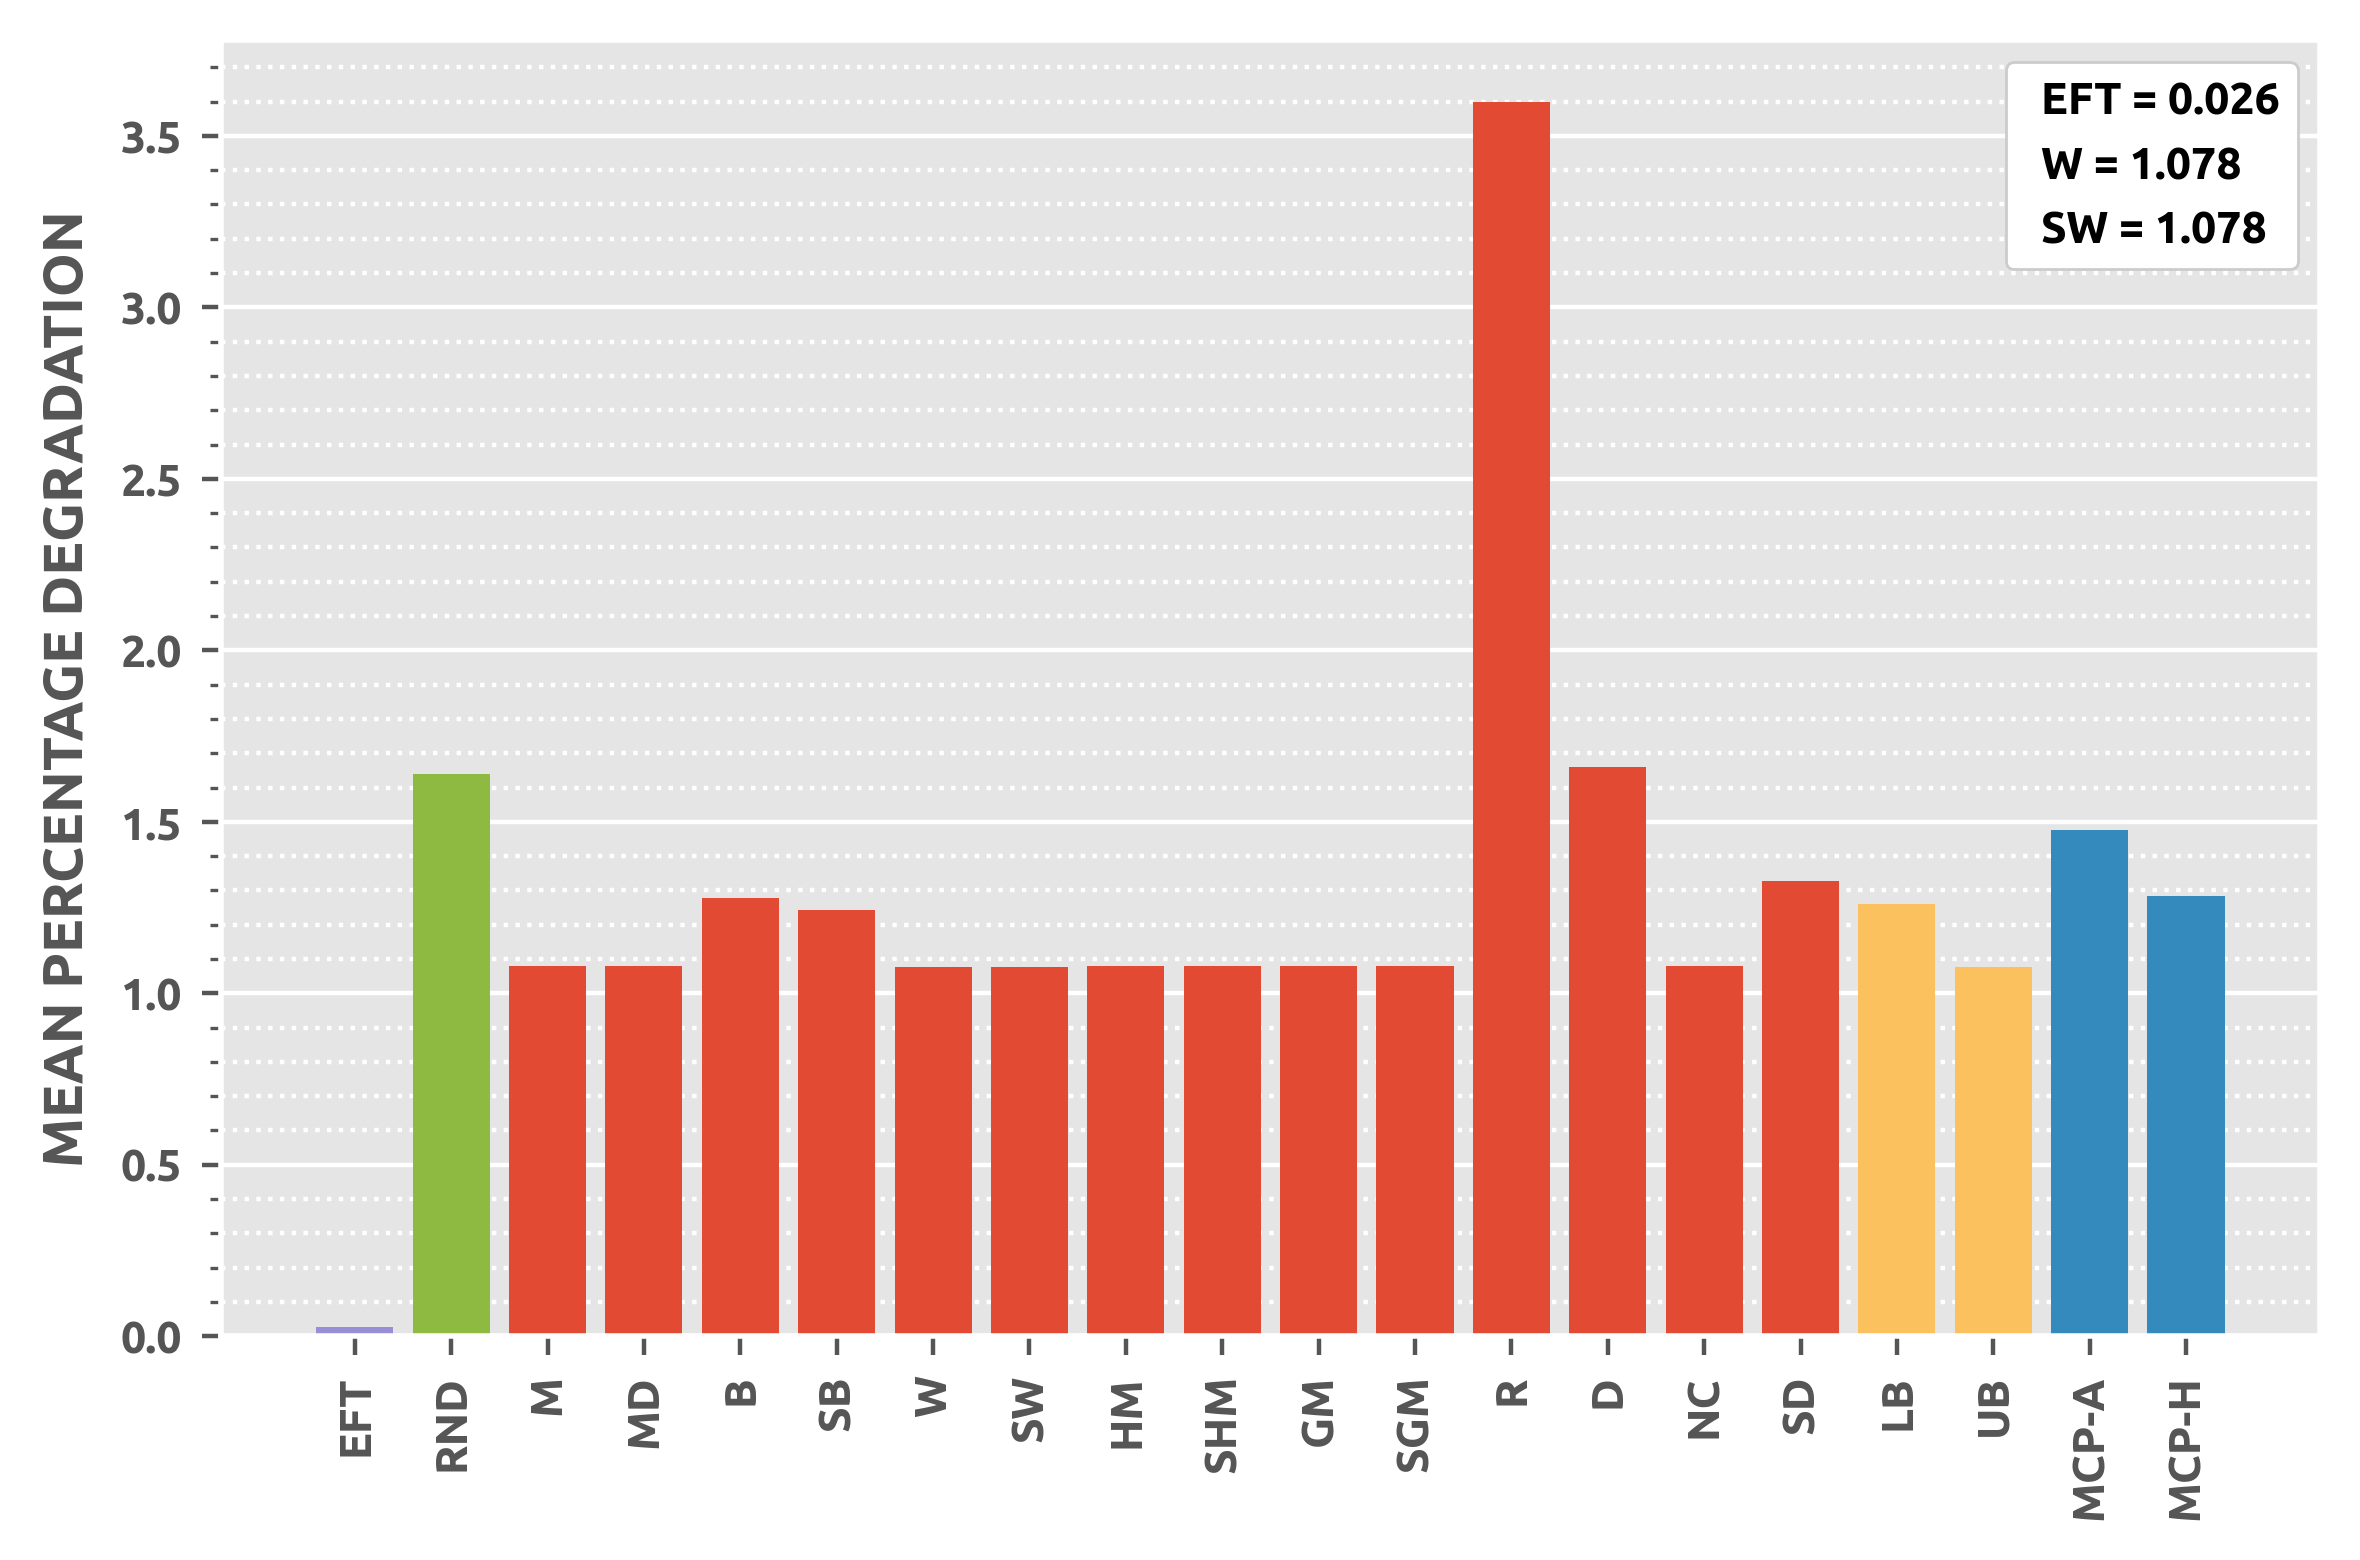 MEAN PERCENTAGE DEGRADATION
3.5
3.0
2.5
2.0
1.5
1.0
0.5
0.0
EFT = 0.026
W = 1.078
SW = 1.078
EFT
RND
M
MD
B
SB
W
SW
HM
SHM
GM
SGM
R
D
NC
SD
LB
UB
MCP-A
MCP-H